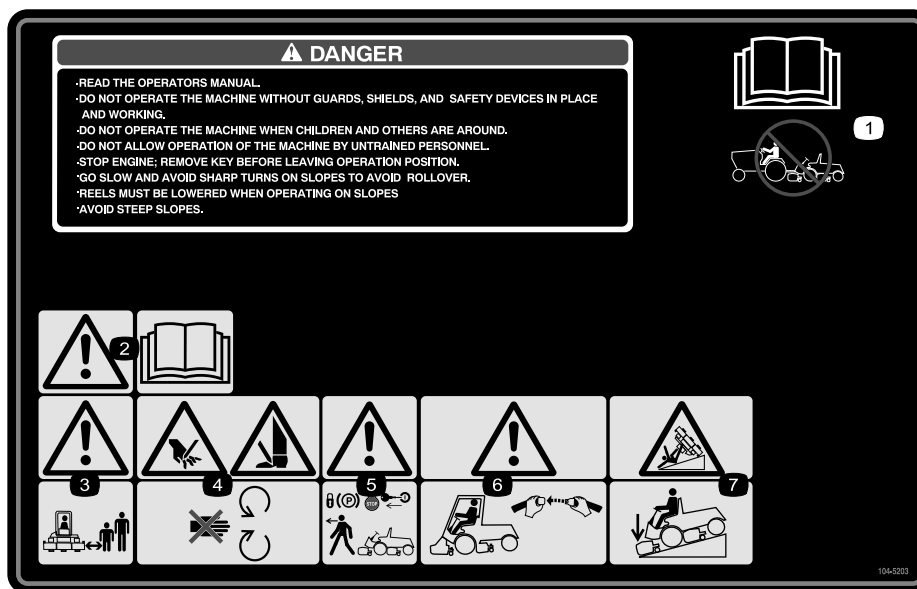 DANGER
·READ THE OPERATORS MANUAL.
·DO NOT OPERATE THE MACHINE WITHOUT GUARDS, SHIELDS, AND SAFETY DEVICES IN PLACE
AND WORKING.
·DO NOT OPERATE THE MACHINE WHEN CHILDREN AND OTHERS ARE AROUND.
·DO NOT ALLOW OPERATION OF THE MACHINE BY UNTRAINED PERSONNEL.
·STOP ENGINE; REMOVE KEY BEFORE LEAVING OPERATION POSITION.
·GO SLOW AND AVOID SHARP TURNS ON SLOPES TO AVOID ROLLOVER.
·REELS MUST BE LOWERED WHEN OPERATING ON SLOPES
·AVOID STEEP SLOPES.
1
2
3
4
5
6
7
(P)
STOP
104-5203